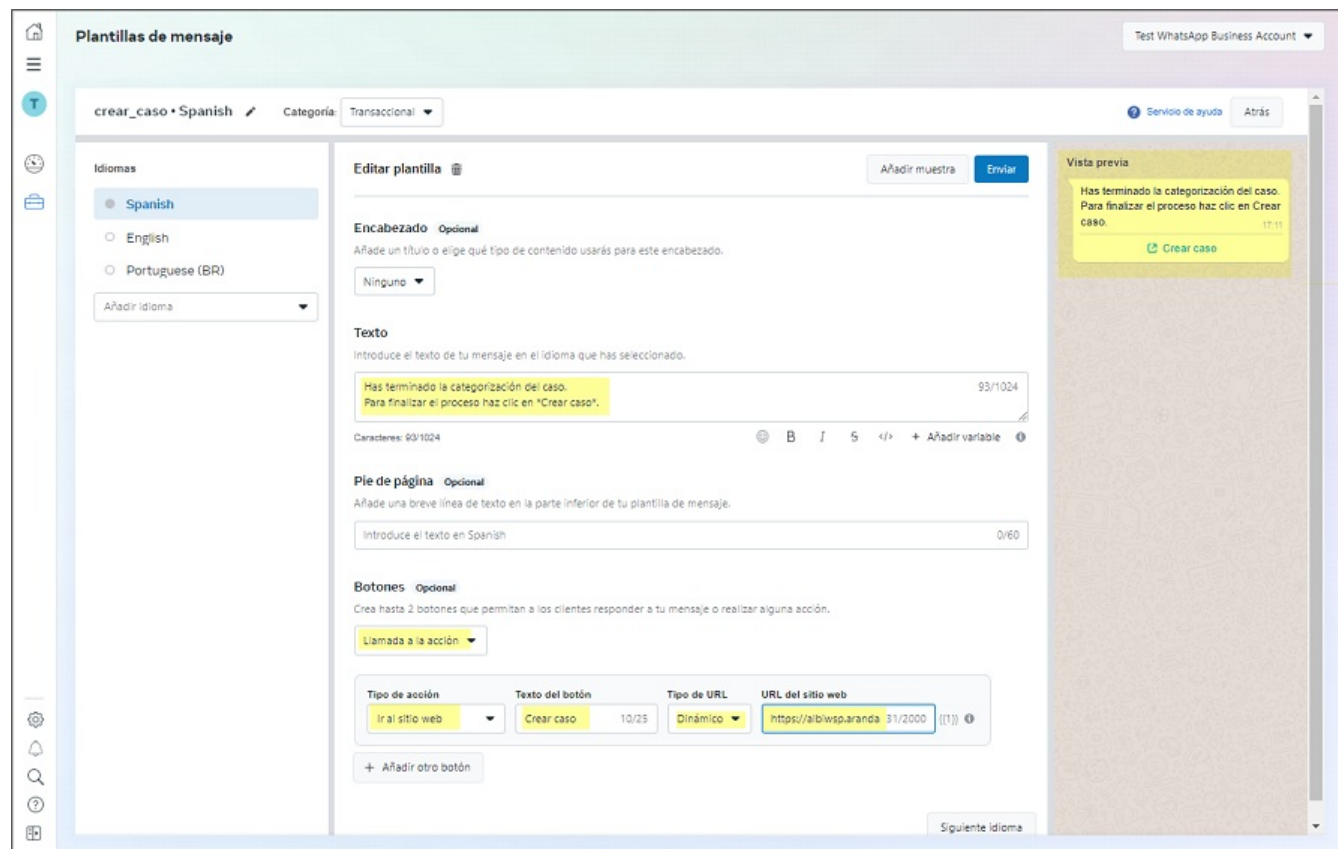 Plantillas de mensaje
Test WhatsApp Business Account
T
crear_caso • Spanish
Categoría:
Transaccional
Servicio de ayuda
Atrás
Idiomas
Spanish
English
Portuguese (BR)
Añadir idioma
Editar plantilla
Añadir muestra
Enviar
Encabezado Opcional
Añade un título o elige qué tipo de contenido usarás para este encabezado.
Ninguno
Texto
Introduce el texto de tu mensaje en el idioma que has seleccionado.
Has terminado la categorización del caso.
93/1024
Para finalizar el proceso haz clic en *Crear caso*.
Caracteres: 93/1024
B I S </> + Añadir variable
Pie de página Opcional
Añade una breve línea de texto en la parte inferior de tu plantilla de mensaje.
Introduce el texto en Spanish
0/60
Botones Opcional
Crea hasta 2 botones que permitan a los clientes responder a tu mensaje o realizar alguna acción.
Llamada a la acción
Tipo de acción Texto del botón Tipo de URL URL del sitio web
Ir al sitio web Crear caso 10/25 Dinámico https://albiwsp.aranda 31/2000 {{1}}
+ Añadir otro botón
Siguiente idioma
Vista previa
Has terminado la categorización del caso.
Para finalizar el proceso haz clic en Crear
caso.
17:11
Crear caso